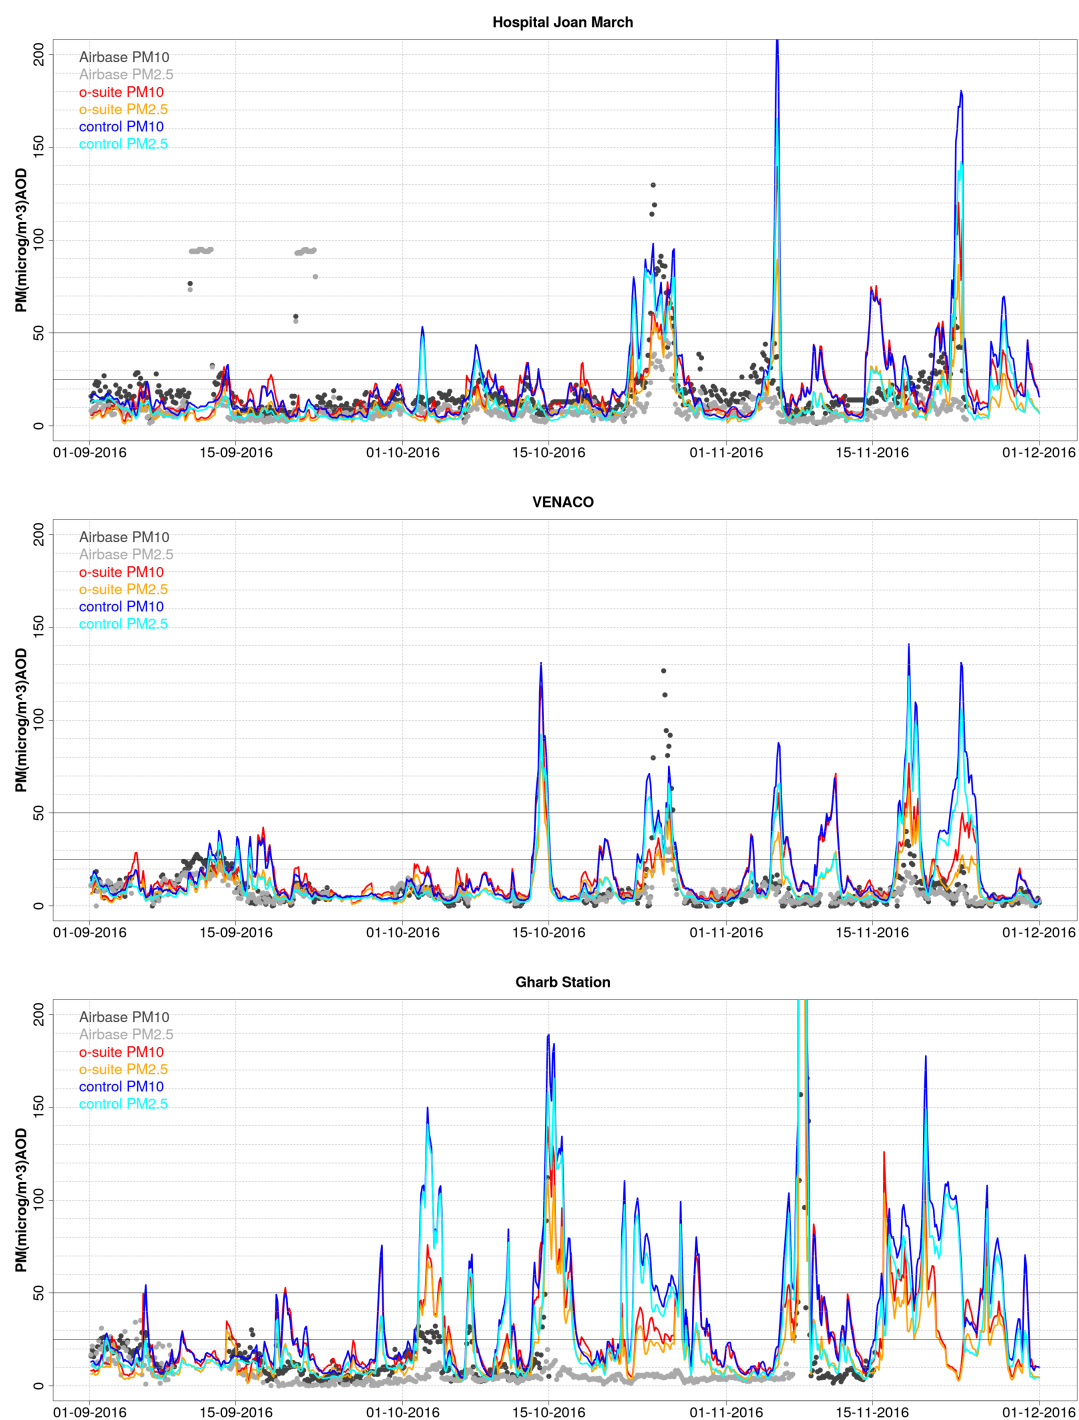 Hospital Joan March
PM(microg/m^3)AOD
200
150
100
50
0
Airbase PM10
Airbase PM2.5
o-suite PM10
o-suite PM2.5
control PM10
control PM2.5
01-09-2016 15-09-2016 01-10-2016 15-10-2016 01-11-2016 15-11-2016 01-12-2016
VENACO
PM(microg/m^3)AOD
200
150
100
50
0
Airbase PM10
Airbase PM2.5
o-suite PM10
o-suite PM2.5
control PM10
control PM2.5
01-09-2016 15-09-2016 01-10-2016 15-10-2016 01-11-2016 15-11-2016 01-12-2016
Gharb Station
PM(microg/m^3)AOD
200
150
100
50
0
Airbase PM10
Airbase PM2.5
o-suite PM10
o-suite PM2.5
control PM10
control PM2.5
01-09-2016 15-09-2016 01-10-2016 15-10-2016 01-11-2016 15-11-2016 01-12-2016